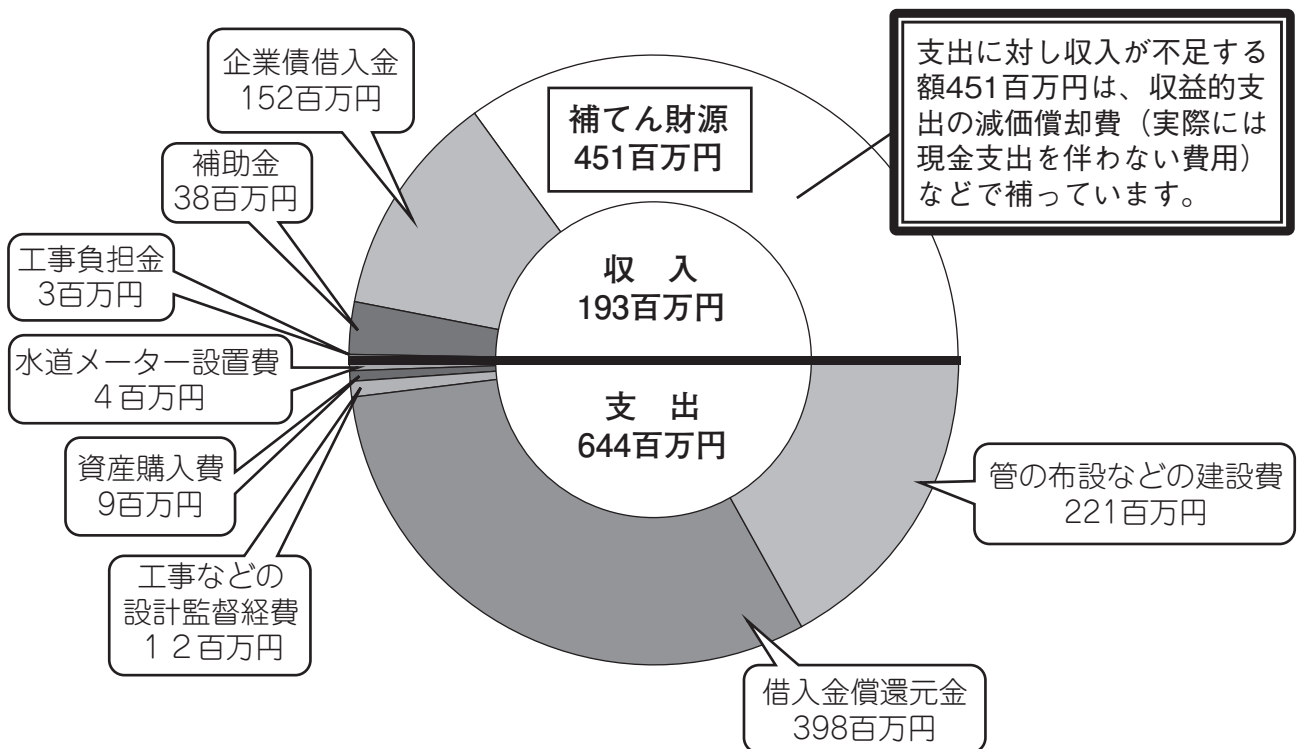 企業債借入金
152百万円
補助金
38百万円
工事負担金
3百万円
補てん財源
451百万円
支出に対し収入が不足する
額451百万円は、収益的支
出の減価償却費（実際には
現金支出を伴わない費用）
などで補っています。
収　入
193百万円
支　出
644百万円
水道メーター設置費
４百万円
資産購入費
9百万円
工事などの
設計監督経費
１２百万円
借入金償還元金
398百万円
管の布設などの建設費
221百万円